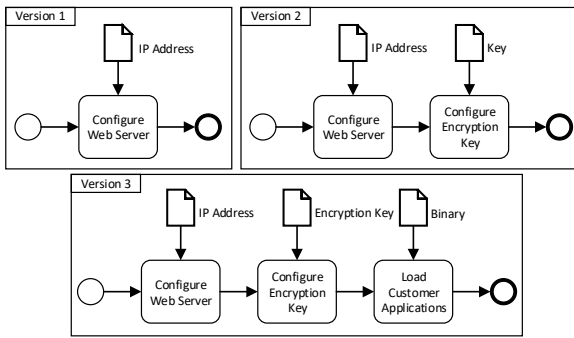 Version 1
IP Address
Configure
Web Server
Version 2
IP Address
Key
Configure
Web Server
Configure
Encryption
Key
Version 3
IP Address
Encryption Key
Binary
Configure
Web Server
Configure
Encryption
Key
Load
Customer
Applications